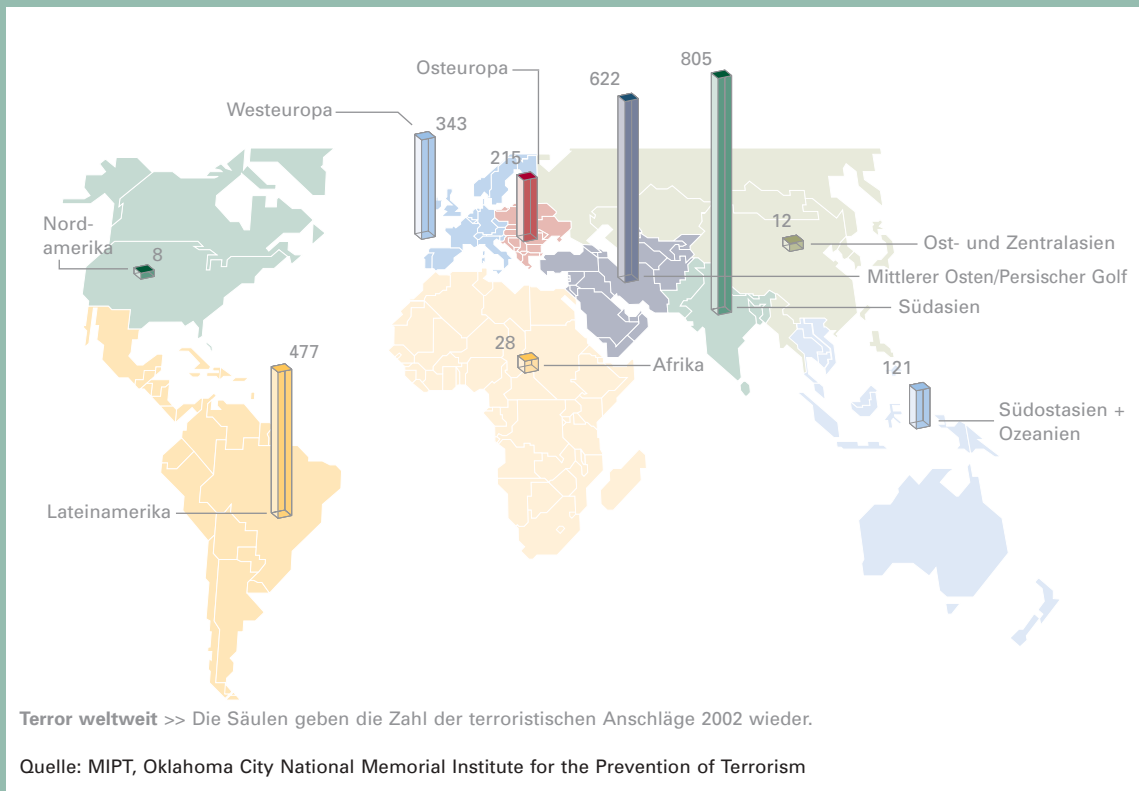 Osteuropa
805
622
Westeuropa
343
215
Nord-
amerika
8
12
Ost- und Zentralasien
Mittlerer Osten/Persischer Golf
Südasien
477
28
Afrika
121
Südostasien +
Ozeanien
Lateinamerika
Terror weltweit >> Die Säulen geben die Zahl der terroristischen Anschläge 2002 wieder.
Quelle: MIPT, Oklahoma City National Memorial Institute for the Prevention of Terrorism